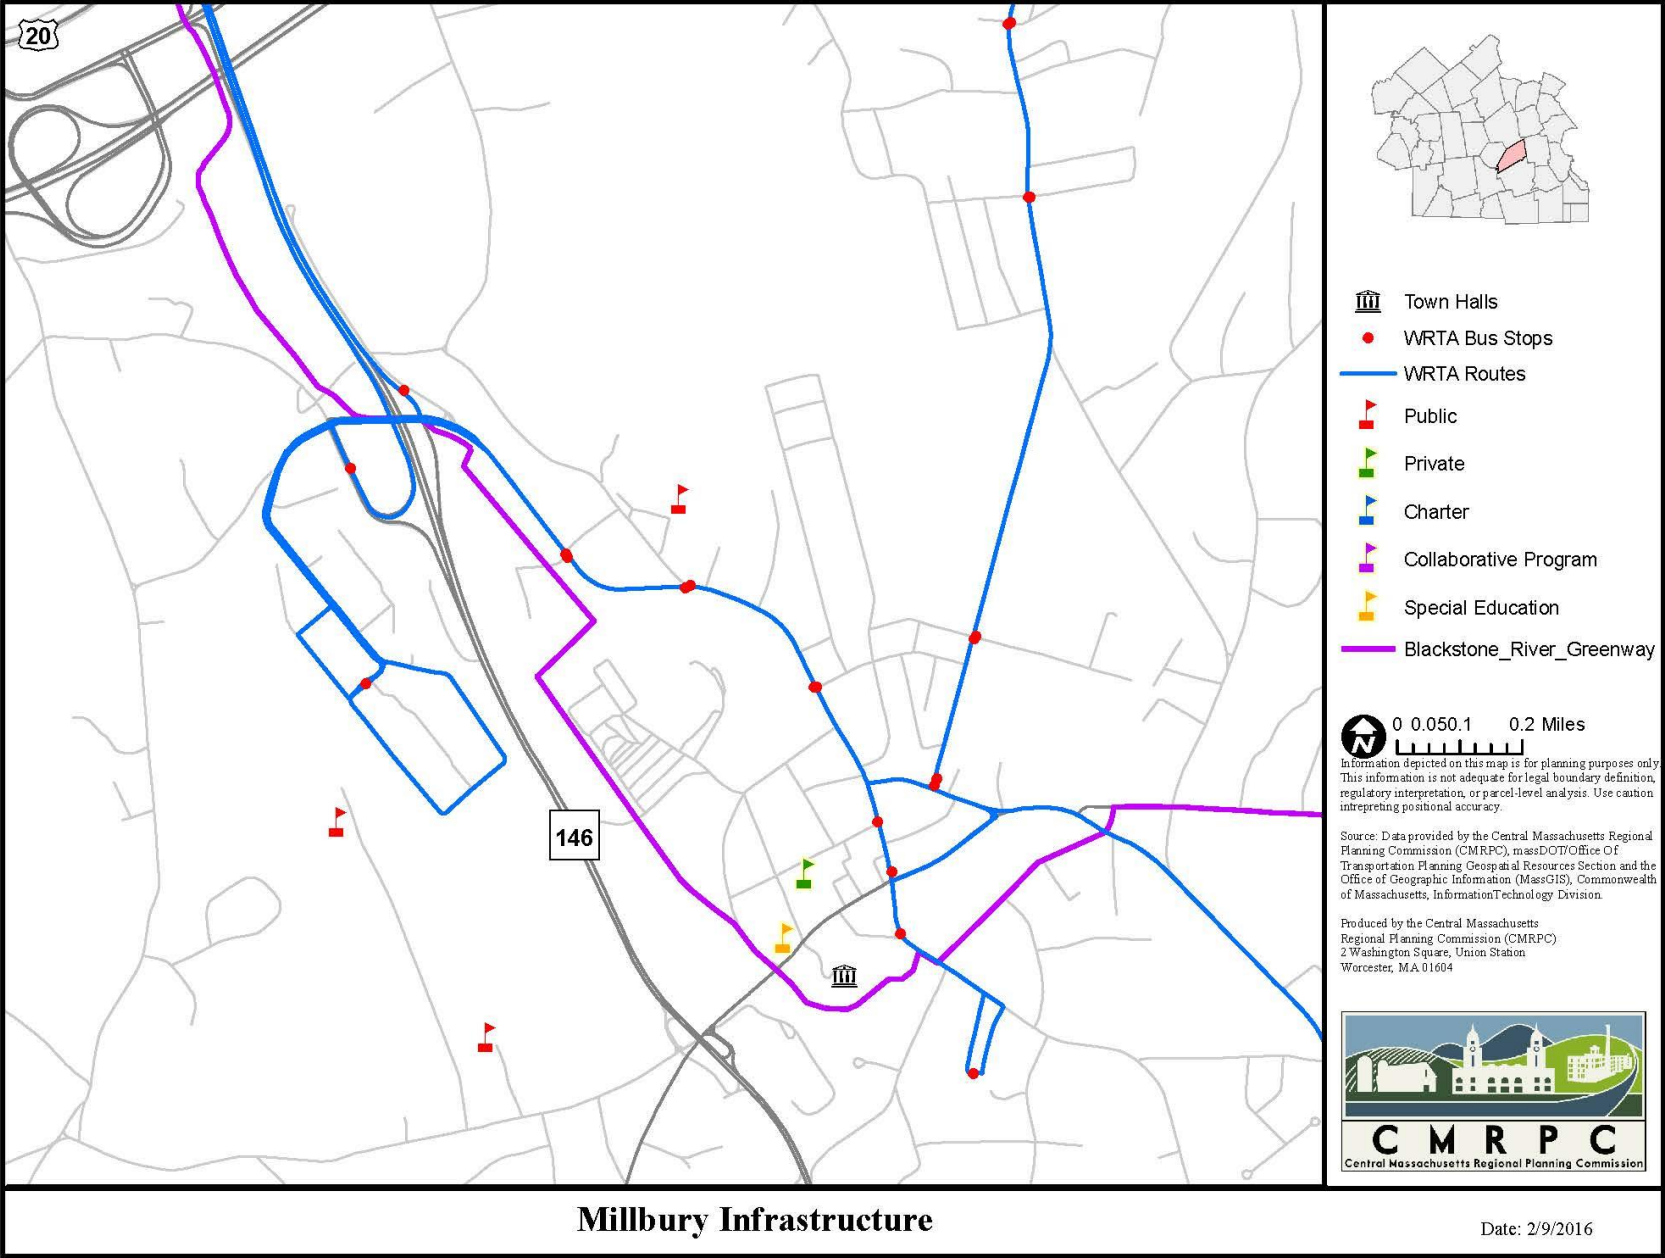 20
146
Town Halls
WRTA Bus Stops
WRTA Routes
Public
Private
Charter
Collaborative Program
Special Education
Blackstone_River_Greenway
N
0 0.050.1 0.2 Miles
Information depicted on this map is for planning purposes only.
This information is not adequate for legal boundary definition,
regulatory interpretation, or parcel-level analysis. Use caution
intrepreting positional accuracy.
Source: Data provided by the Central Massachusetts Regional
Planning Commission (CMRPC), massDOT/Office Of
Transportation Planning Geospatial Resources Section and the
Office of Geographic Information (MassGIS), Commonwealth
of Massachusetts, InformationTechnology Division.
Produced by the Central Massachusetts
Regional Planning Commission (CMRPC)
2 Washington Square, Union Station
Worcester, MA 01604
CMRPC
Central Massachusetts Regional Planning Commission
Millbury Infrastructure
Date: 2/9/2016